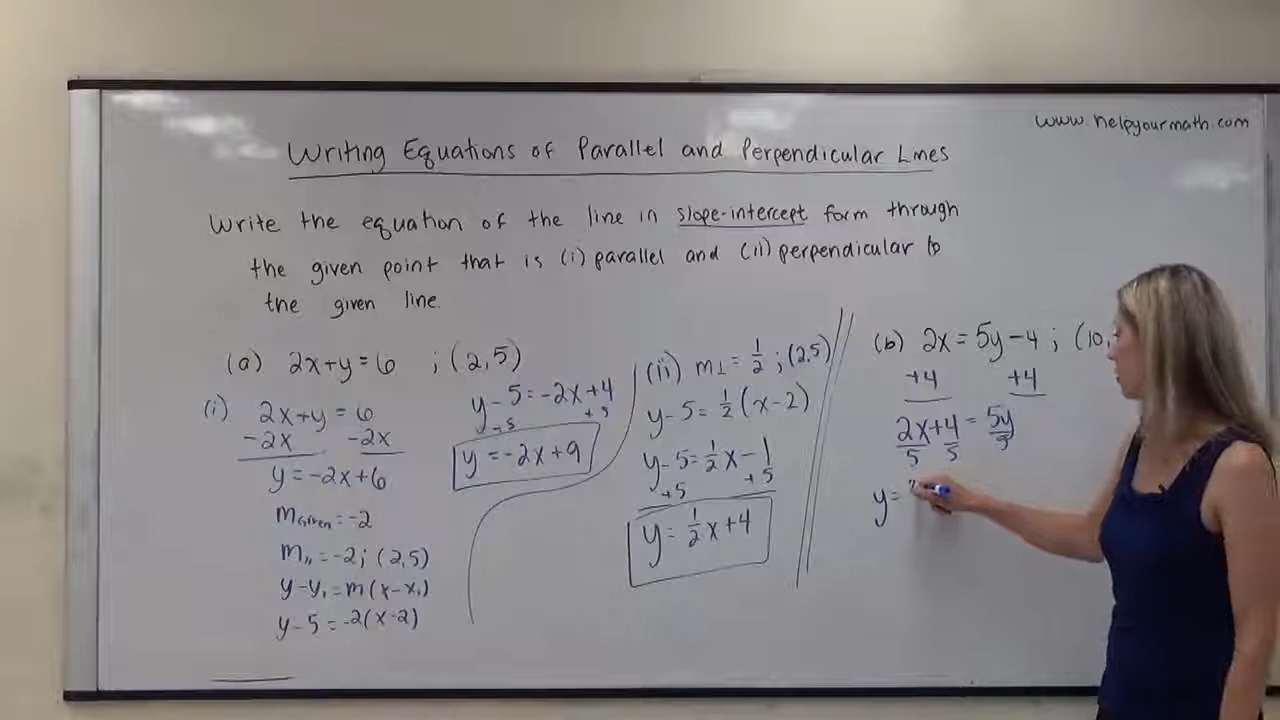 www.helpyourmath.com
Writing Equations of Parallel and Perpendicular Lines
Write the equation of the line in slope-intercept form through
the given point that is (i) parallel and (ii) perpendicular to
the given line.
(a) 2x+y=6 ; (2,5)
(i) 2x+y=6
-2x -2x
y=-2x+6
m Given=-2
m,,=-2; (2,5)
y-y₁=m(x-x₁)
y-5=-2(x-2)
y-5=-2x+4
+5 +5
y=-2x+9
(ii) m⊥=1/2 ; (2,5)
y-5=1/2(x-2)
y-5=1/2x-1
+5 +5
y=1/2x+4
(b) 2x=5y-4 ; (10,
+4 +4
2x+4=5y
5 5 5
y=